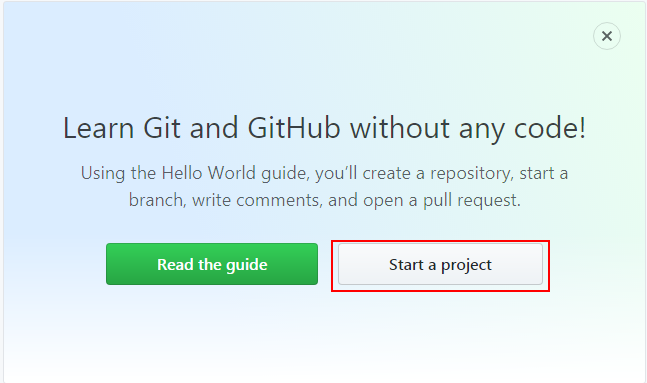 Learn Git and GitHub without any code!
Using the Hello World guide, you’ll create a repository, start a
branch, write comments, and open a pull request.
Read the guide
Start a project